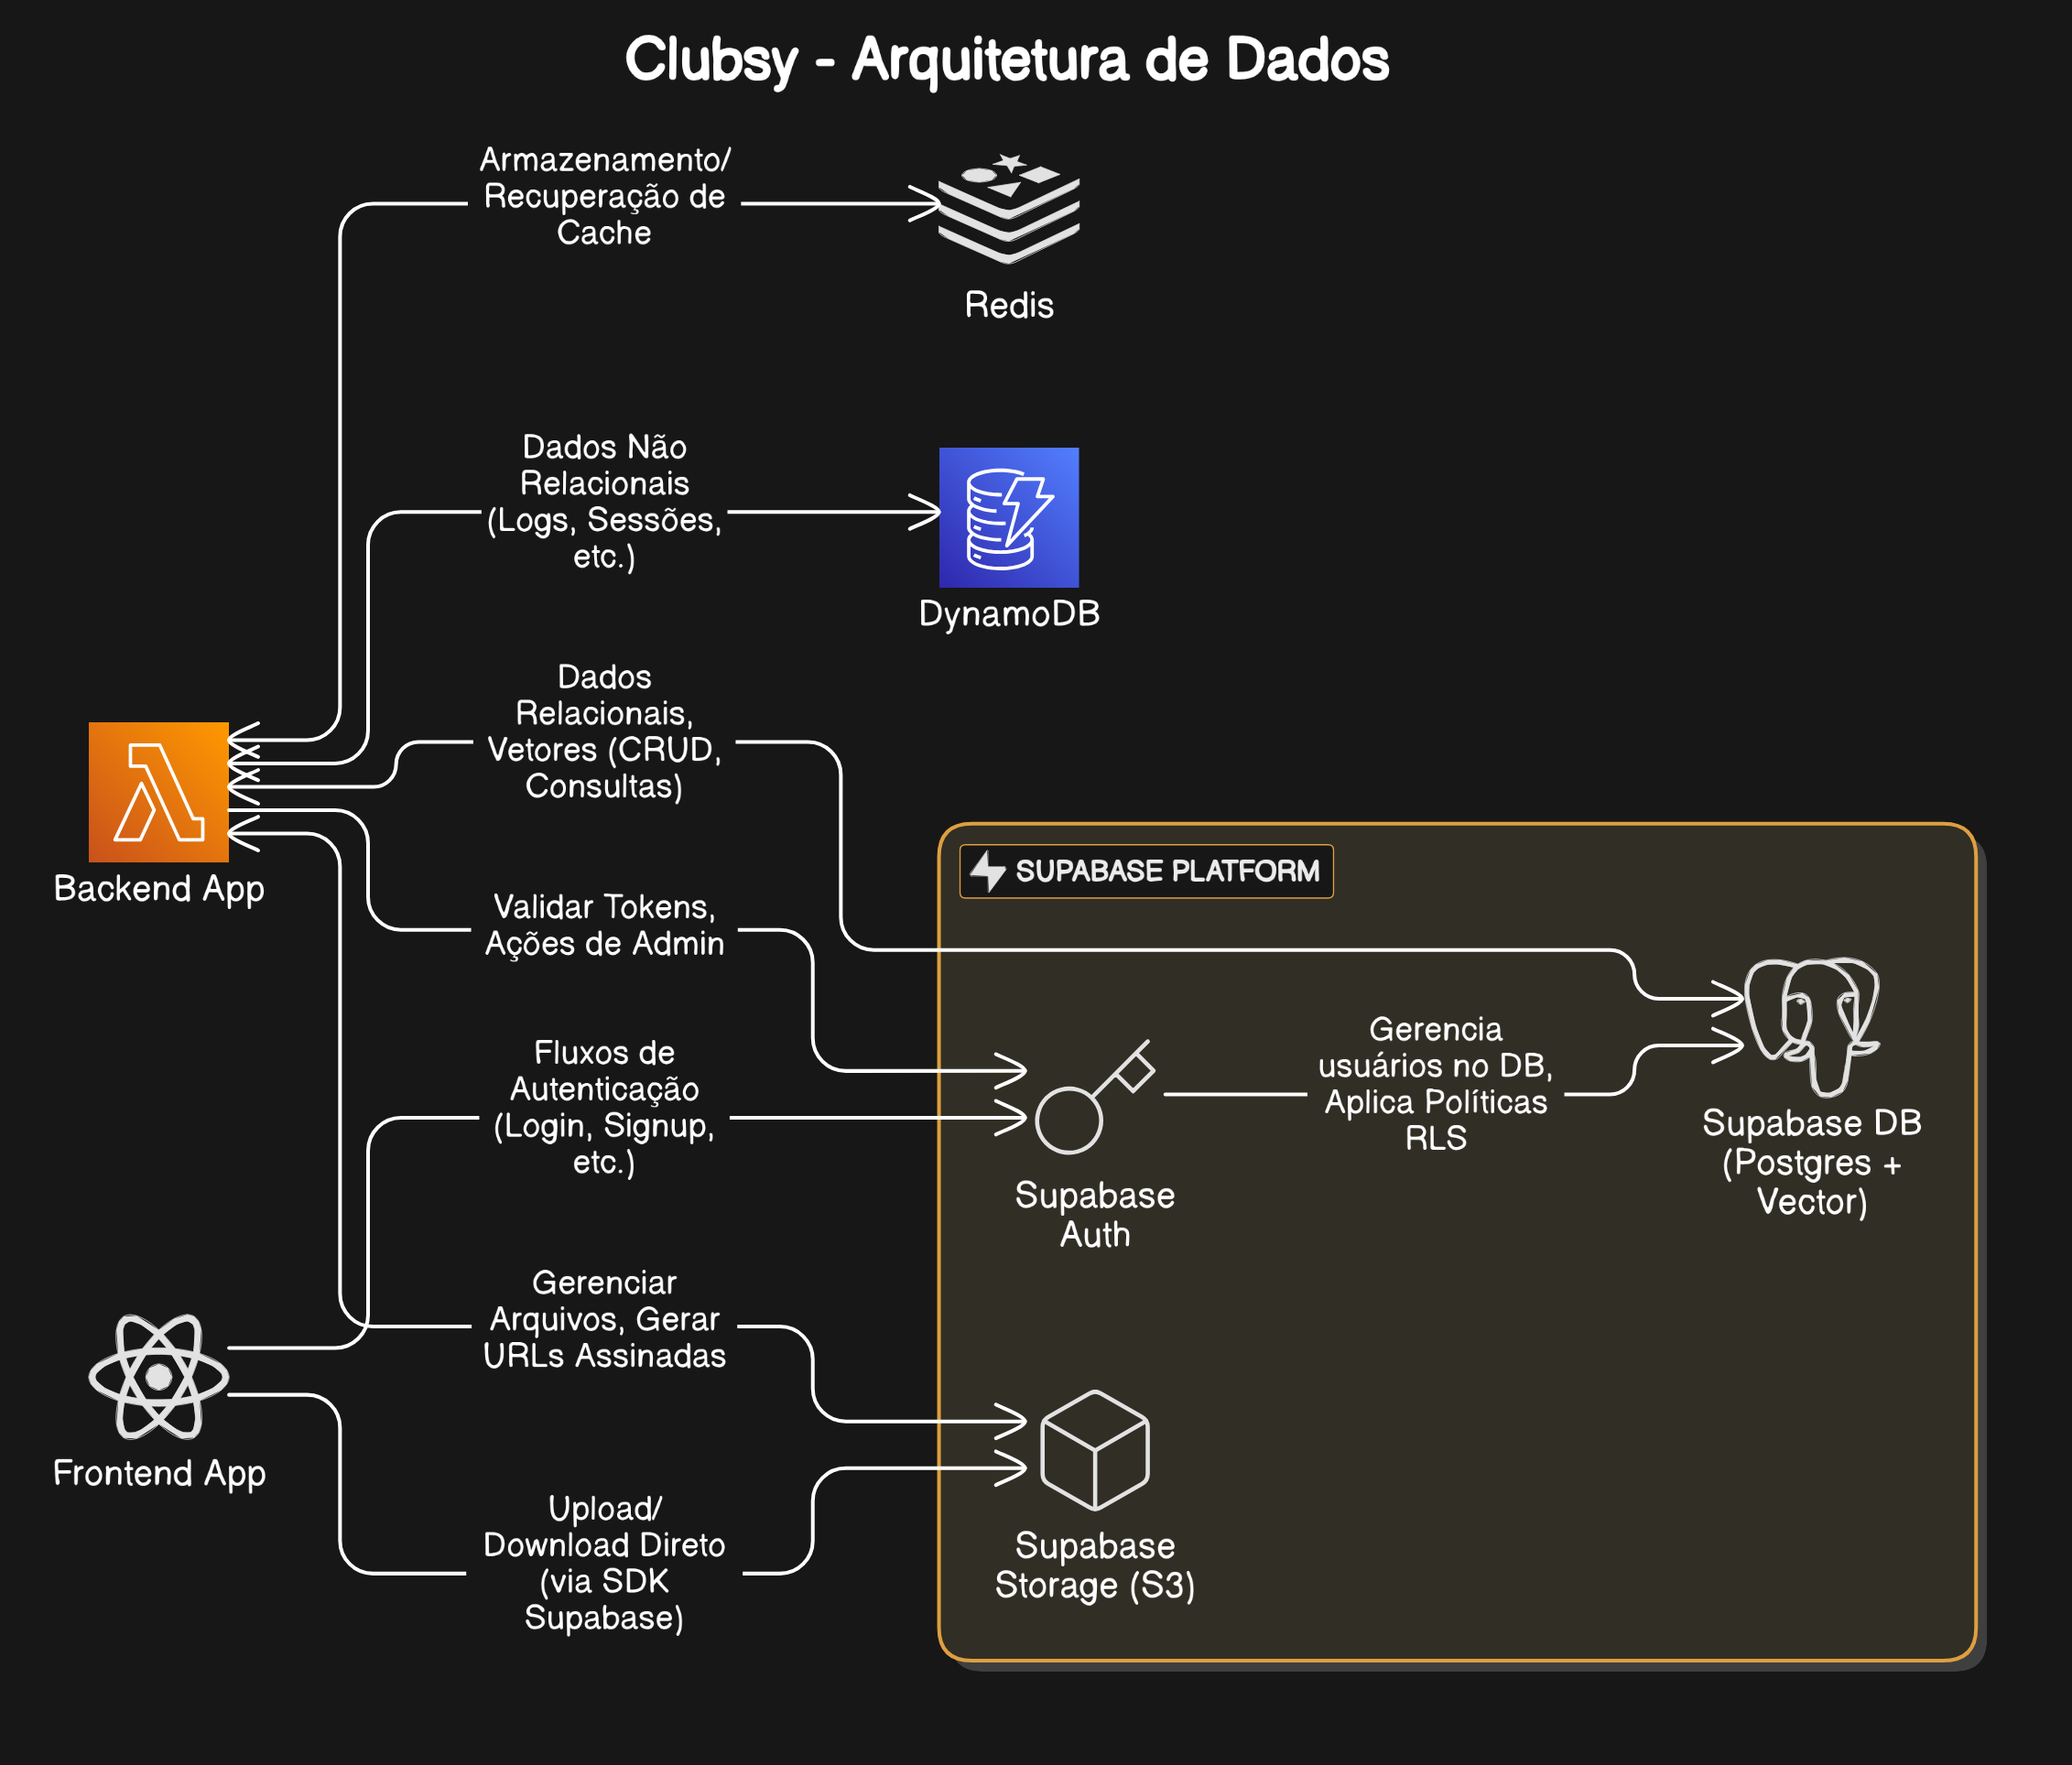 Clubsy - Arquitetura de Dados
Armazenamento/
Recuperação de
Cache
Redis
Dados Não
Relacionais
(Logs, Sessões,
etc.)
DynamoDB
Dados
Relacionais,
Vetores (CRUD,
Consultas)
Backend App
SUPABASE PLATFORM
Validar Tokens,
Ações de Admin
Fluxos de
Autenticação
(Login, Signup,
etc.)
Gerencia
usuários no DB,
Aplica Políticas
RLS
Supabase DB
(Postgres +
Vector)
Supabase
Auth
Gerenciar
Arquivos, Gerar
URLs Assinadas
Frontend App
Upload/
Download Direto
(via SDK
Supabase)
Supabase
Storage (S3)